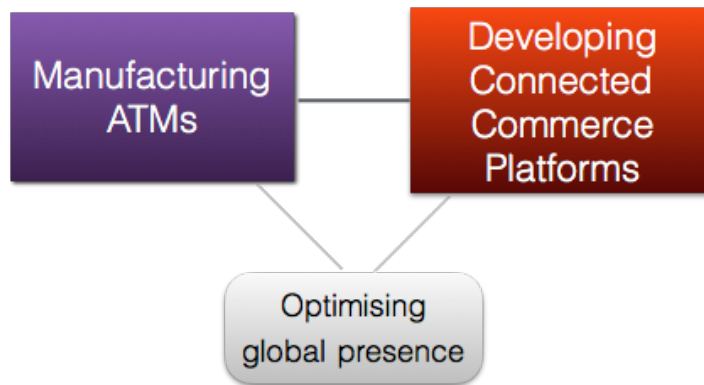 Manufacturing
ATMs
Developing
Connected
Commerce
Platforms
Optimising
global presence